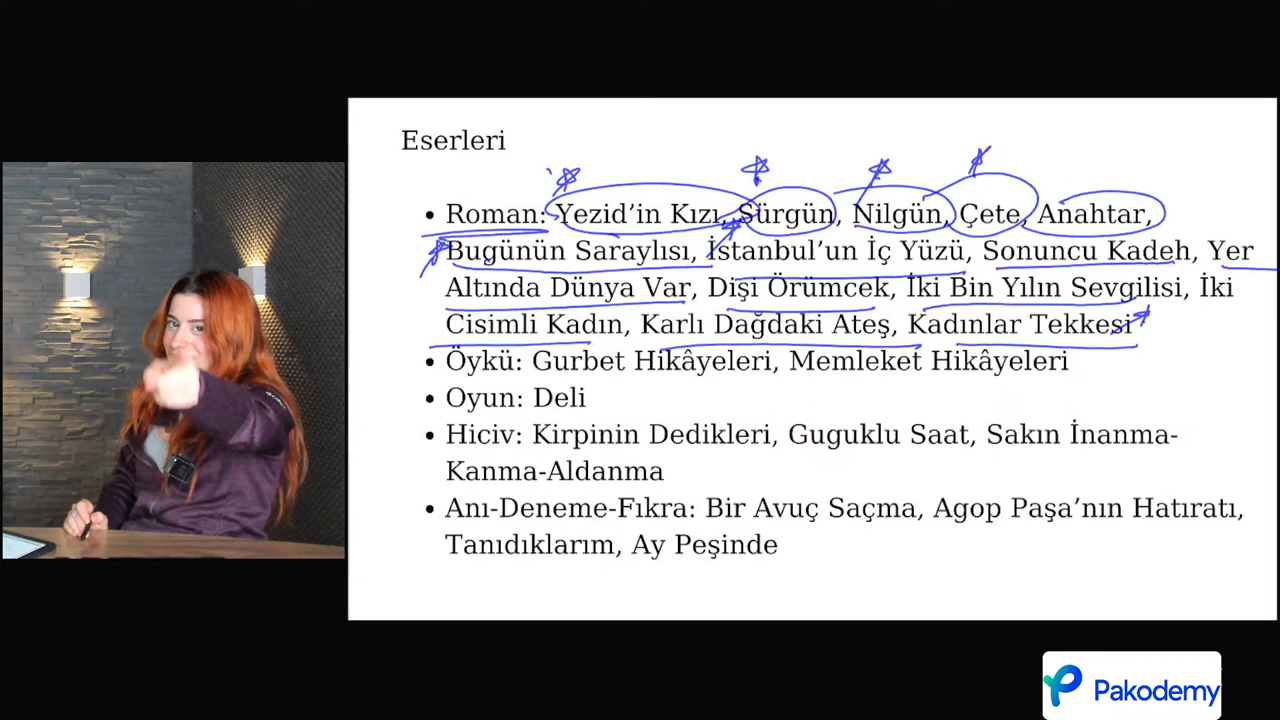 Eserleri
• Roman: Yezid’in Kızı, Sürgün, Nilgün, Çete, Anahtar,
Bugünün Saraylısı, İstanbul’un İç Yüzü, Sonuncu Kadeh, Yer
Altında Dünya Var, Dişi Örümcek, İki Bin Yılın Sevgilisi, İki
Cisimli Kadın, Karlı Dağdaki Ateş, Kadınlar Tekkesi
• Öykü: Gurbet Hikâyeleri, Memleket Hikâyeleri
• Oyun: Deli
• Hiciv: Kirpinin Dedikleri, Guguklu Saat, Sakın İnanma-
Kanma-Aldanma
• Anı-Deneme-Fıkra: Bir Avuç Saçma, Agop Paşa’nın Hatıratı,
Tanıdıklarım, Ay Peşinde
Pakodemy